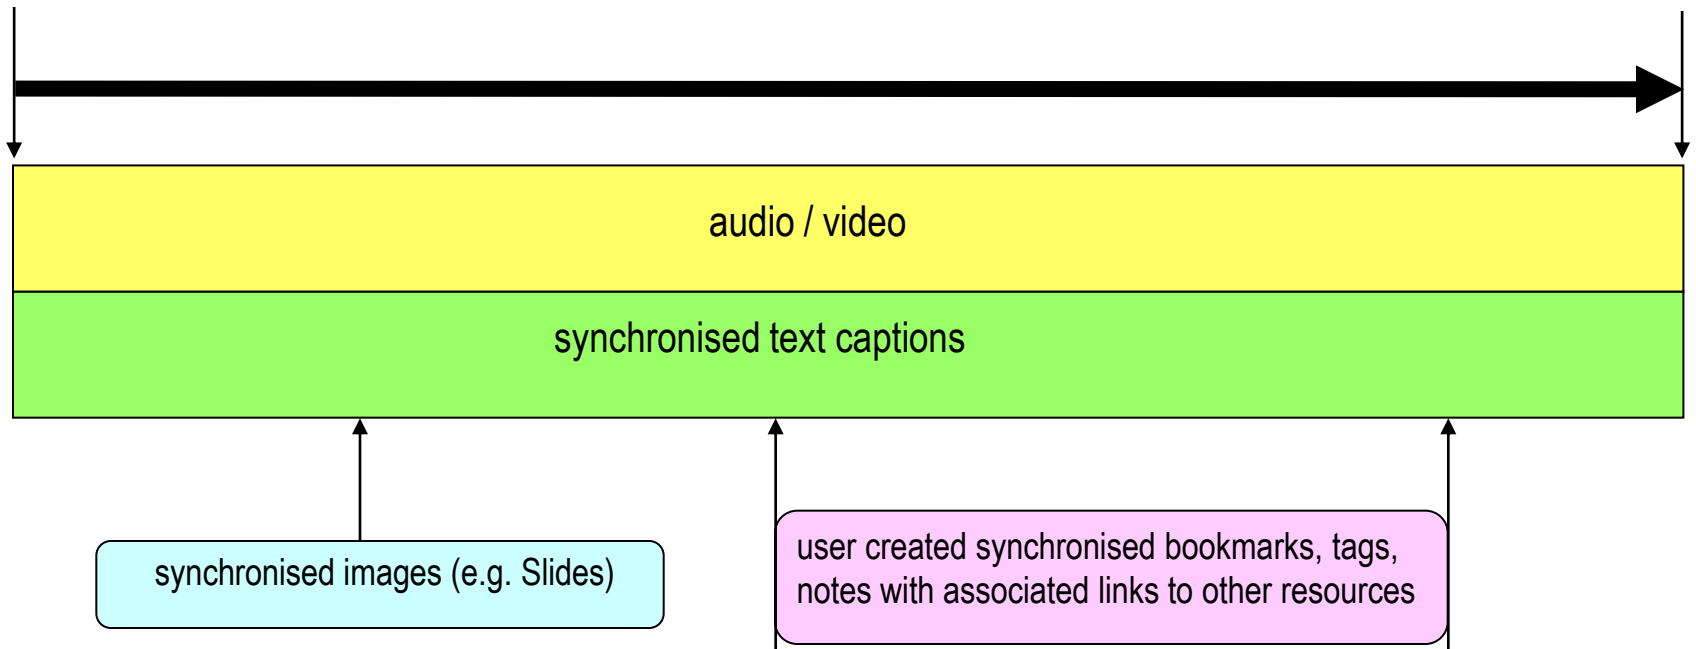 audio / video
synchronised text captions
synchronised images (e.g. Slides)
user created synchronised bookmarks, tags,
notes with associated links to other resources